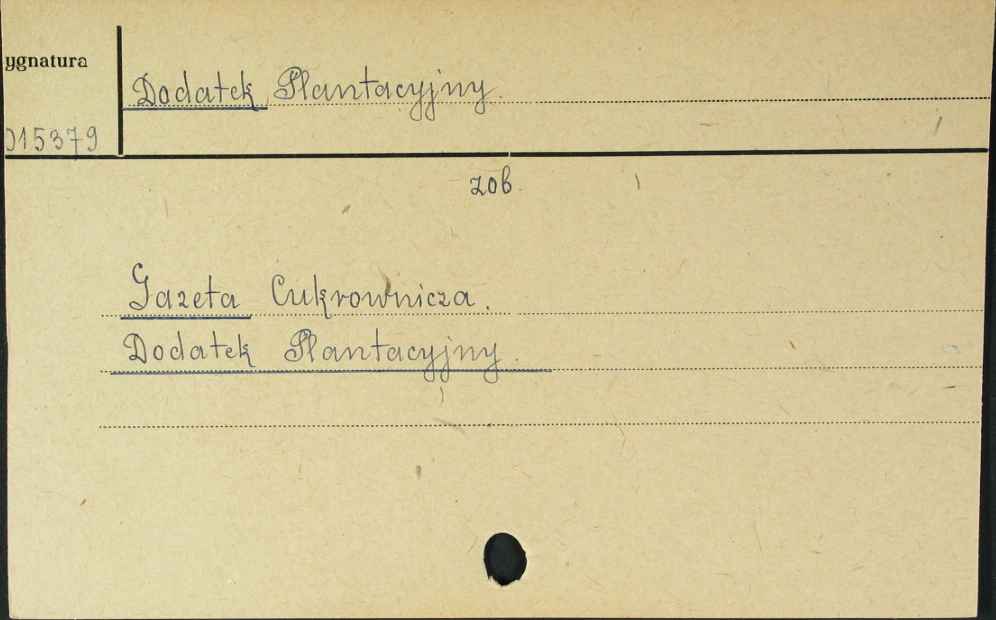 ygnatura
Dodatek Plantacyjny
015379
zob.
Gazeta Cukrownicza.
Dodatek Plantacyjny.